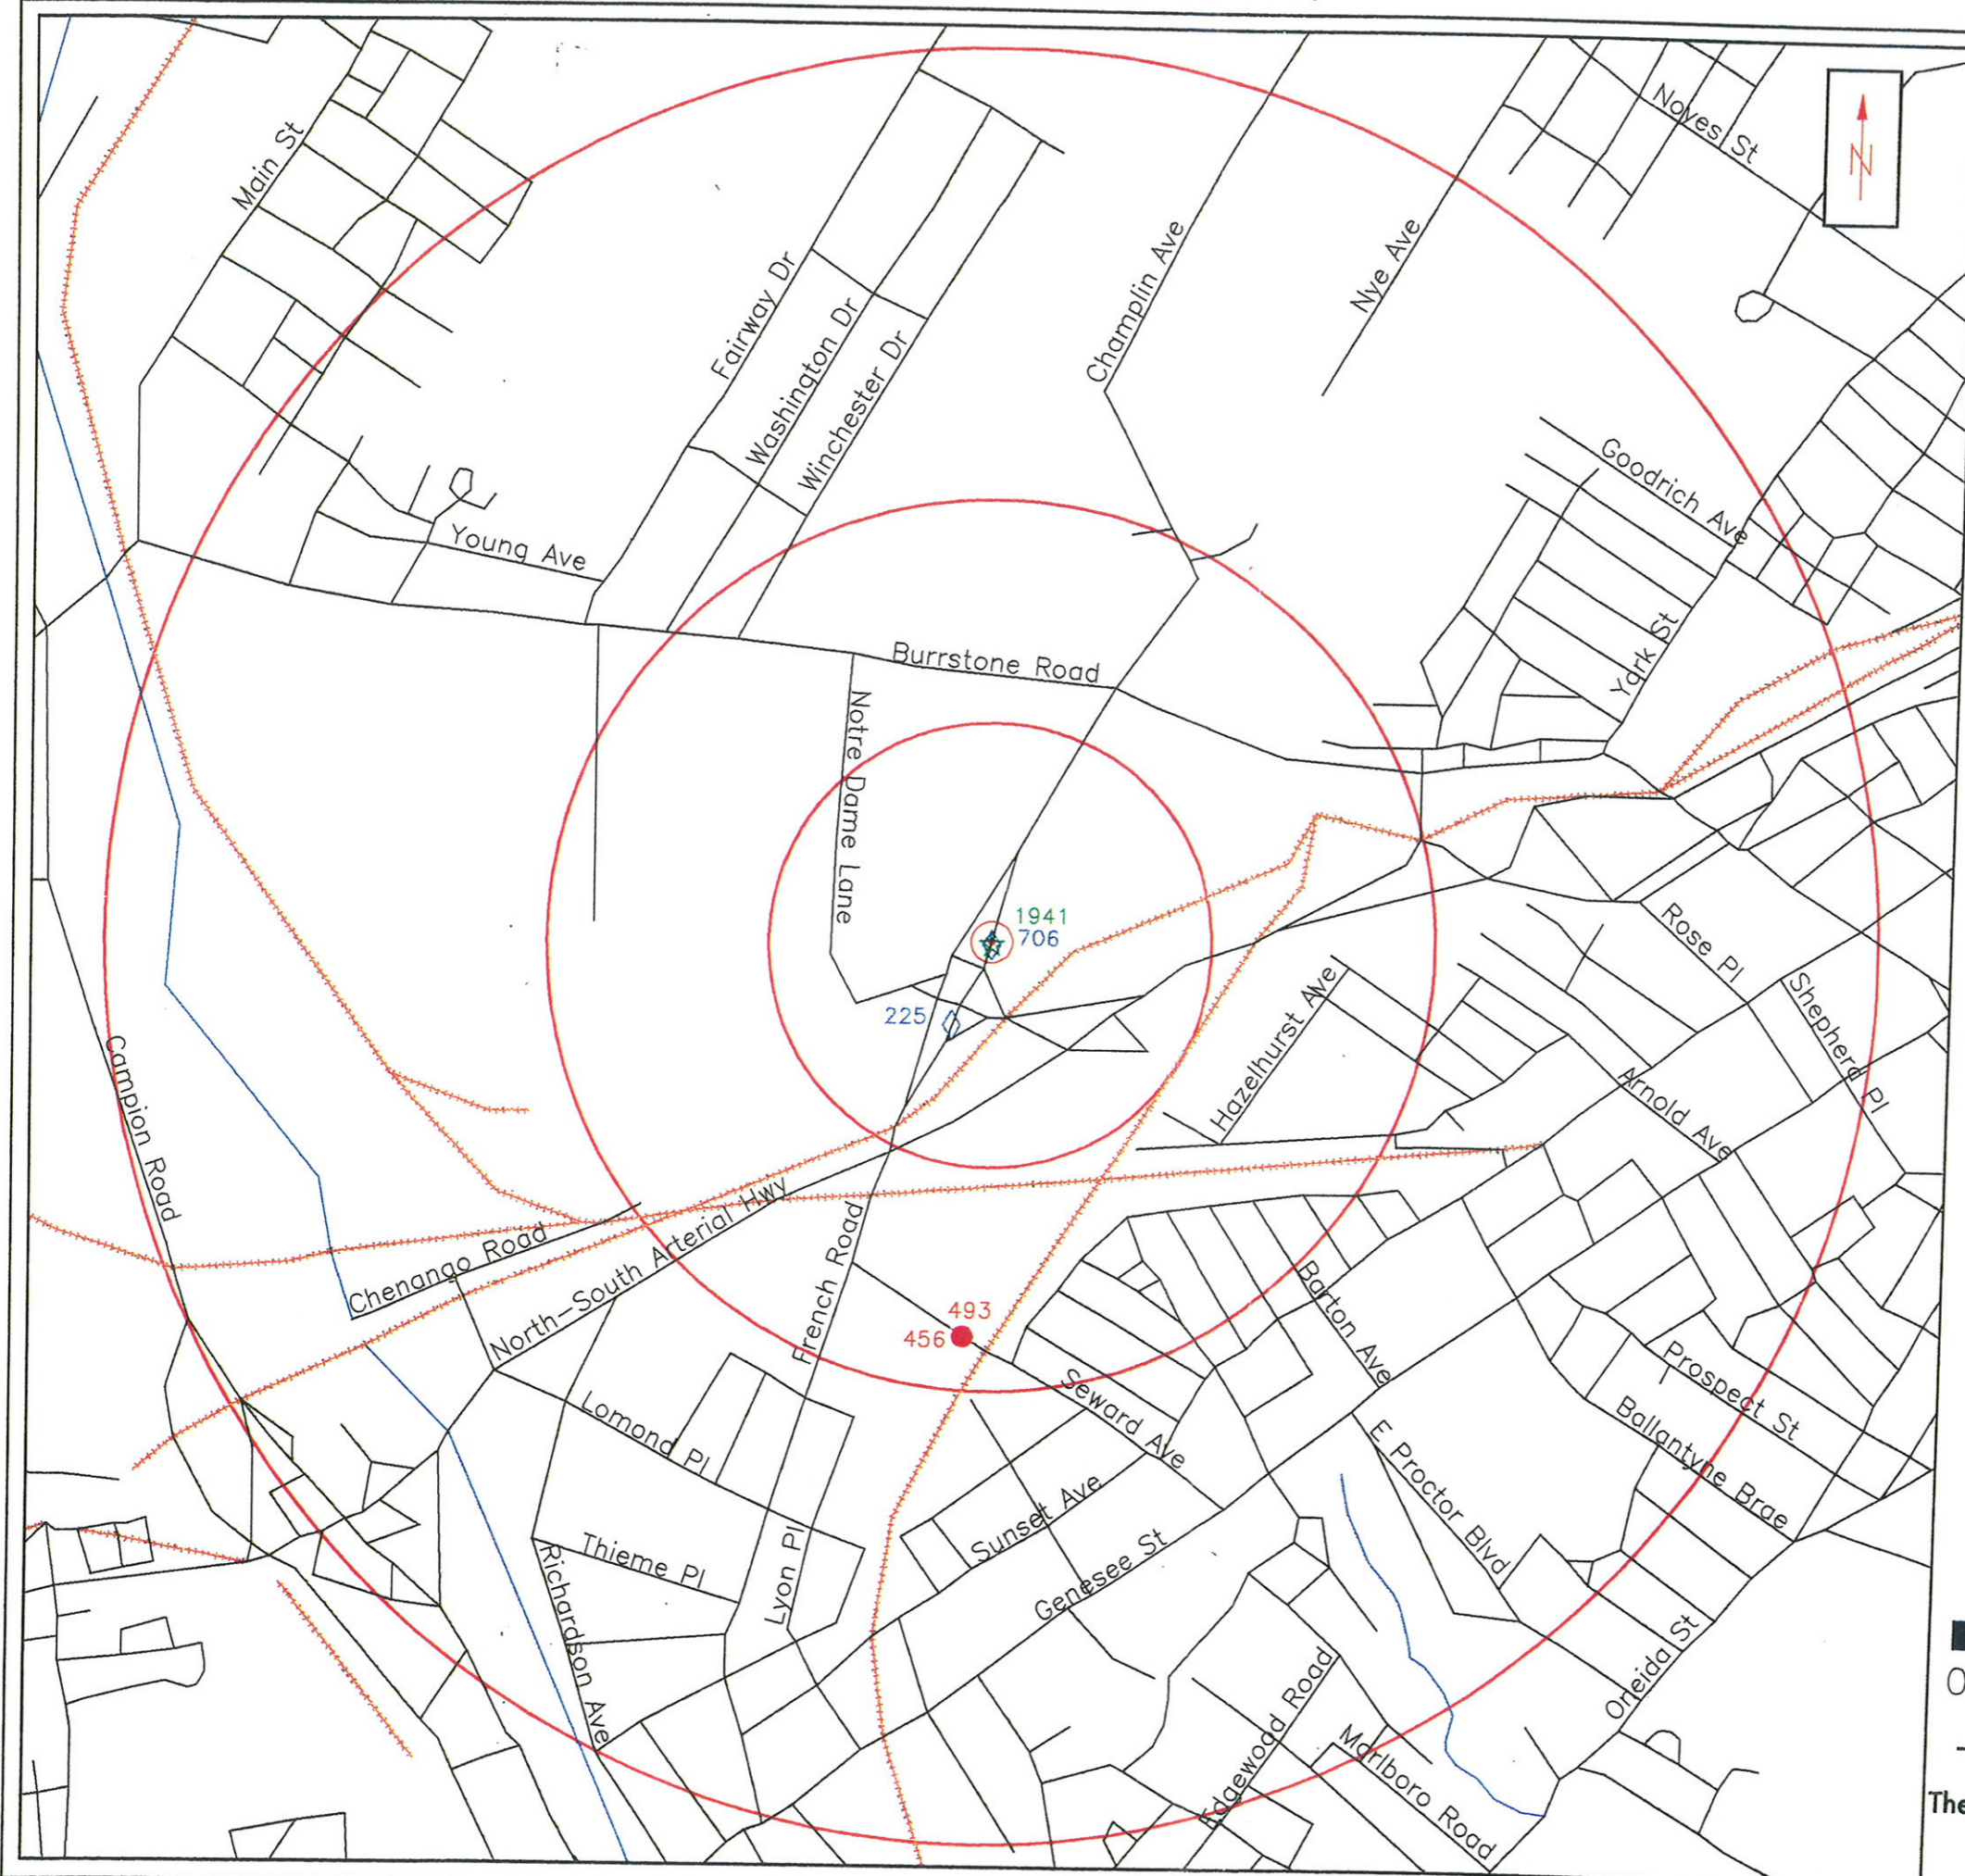 Noyes St
N
Main St
Champlin Ave
Nye Ave
Fairway Dr
Washington Dr
Winchester Dr
Goodrich Ave
Young Ave
York St
Burrstone Road
Notre Dame Lane
1941
706
Rose Pl
Shepherd Pl
225
Hazelhurst Ave
Arnold Ave
Campion Road
Chenango Road
North-South Arterial Hwy
French Road
Barton Ave
493
456
Seward Ave
Prospect St
Lomond Pl
Ballantyne Brae
E Proctor Blvd
Sunset Ave
Thieme Pl
Lyon Pl
Genesee St
Richardson Ave
Oneida St
Edgewood Road
Marlboro Road
0
The